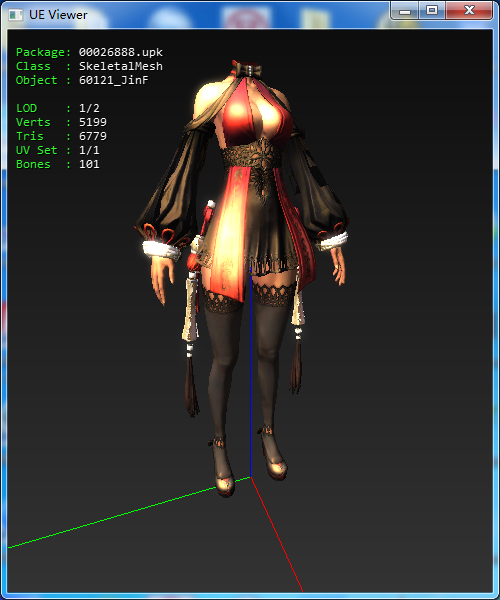 UE Viewer
Package: 00026888.upk
Class : SkeletalMesh
Object : 60121_JinF
LOD : 1/2
Verts : 5199
Tris : 6779
UV Set : 1/1
Bones : 101